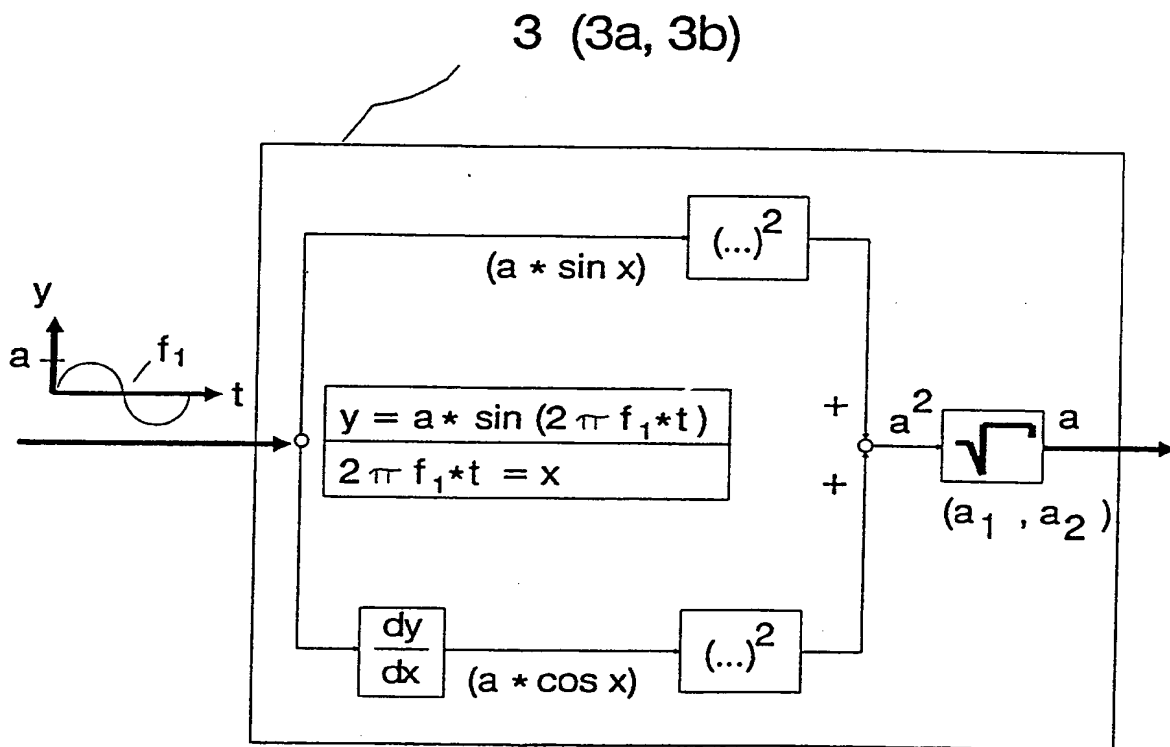 3 (3a, 3b)
(...)²
(a * sin x)
y
a
f₁
t
y = a * sin (2 π f₁*t)
2 π f₁*t = x
+
+
a²
√
a
(a₁ , a₂ )
dy
dx
(a * cos x)
(...)²